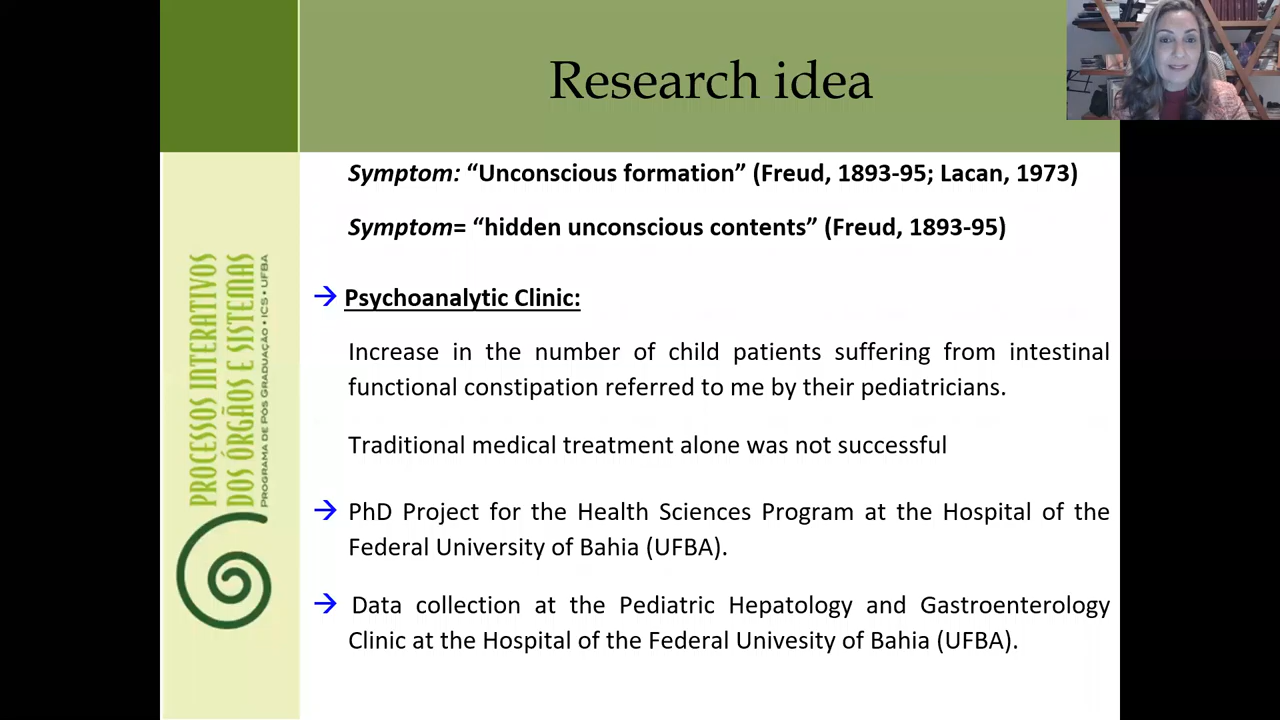 Research idea
Symptom: “Unconscious formation” (Freud, 1893-95; Lacan, 1973)
Symptom= “hidden unconscious contents” (Freud, 1893-95)
→ Psychoanalytic Clinic:
Increase in the number of child patients suffering from intestinal
functional constipation referred to me by their pediatricians.
Traditional medical treatment alone was not successful
→ PhD Project for the Health Sciences Program at the Hospital of the
Federal University of Bahia (UFBA).
→ Data collection at the Pediatric Hepatology and Gastroenterology
Clinic at the Hospital of the Federal Univesity of Bahia (UFBA).
PROCESSOS INTERATIVOS
DOS ÓRGÃOS E SISTEMAS
PROGRAMA DE PÓS GRADUAÇÃO • ICS • UFBA